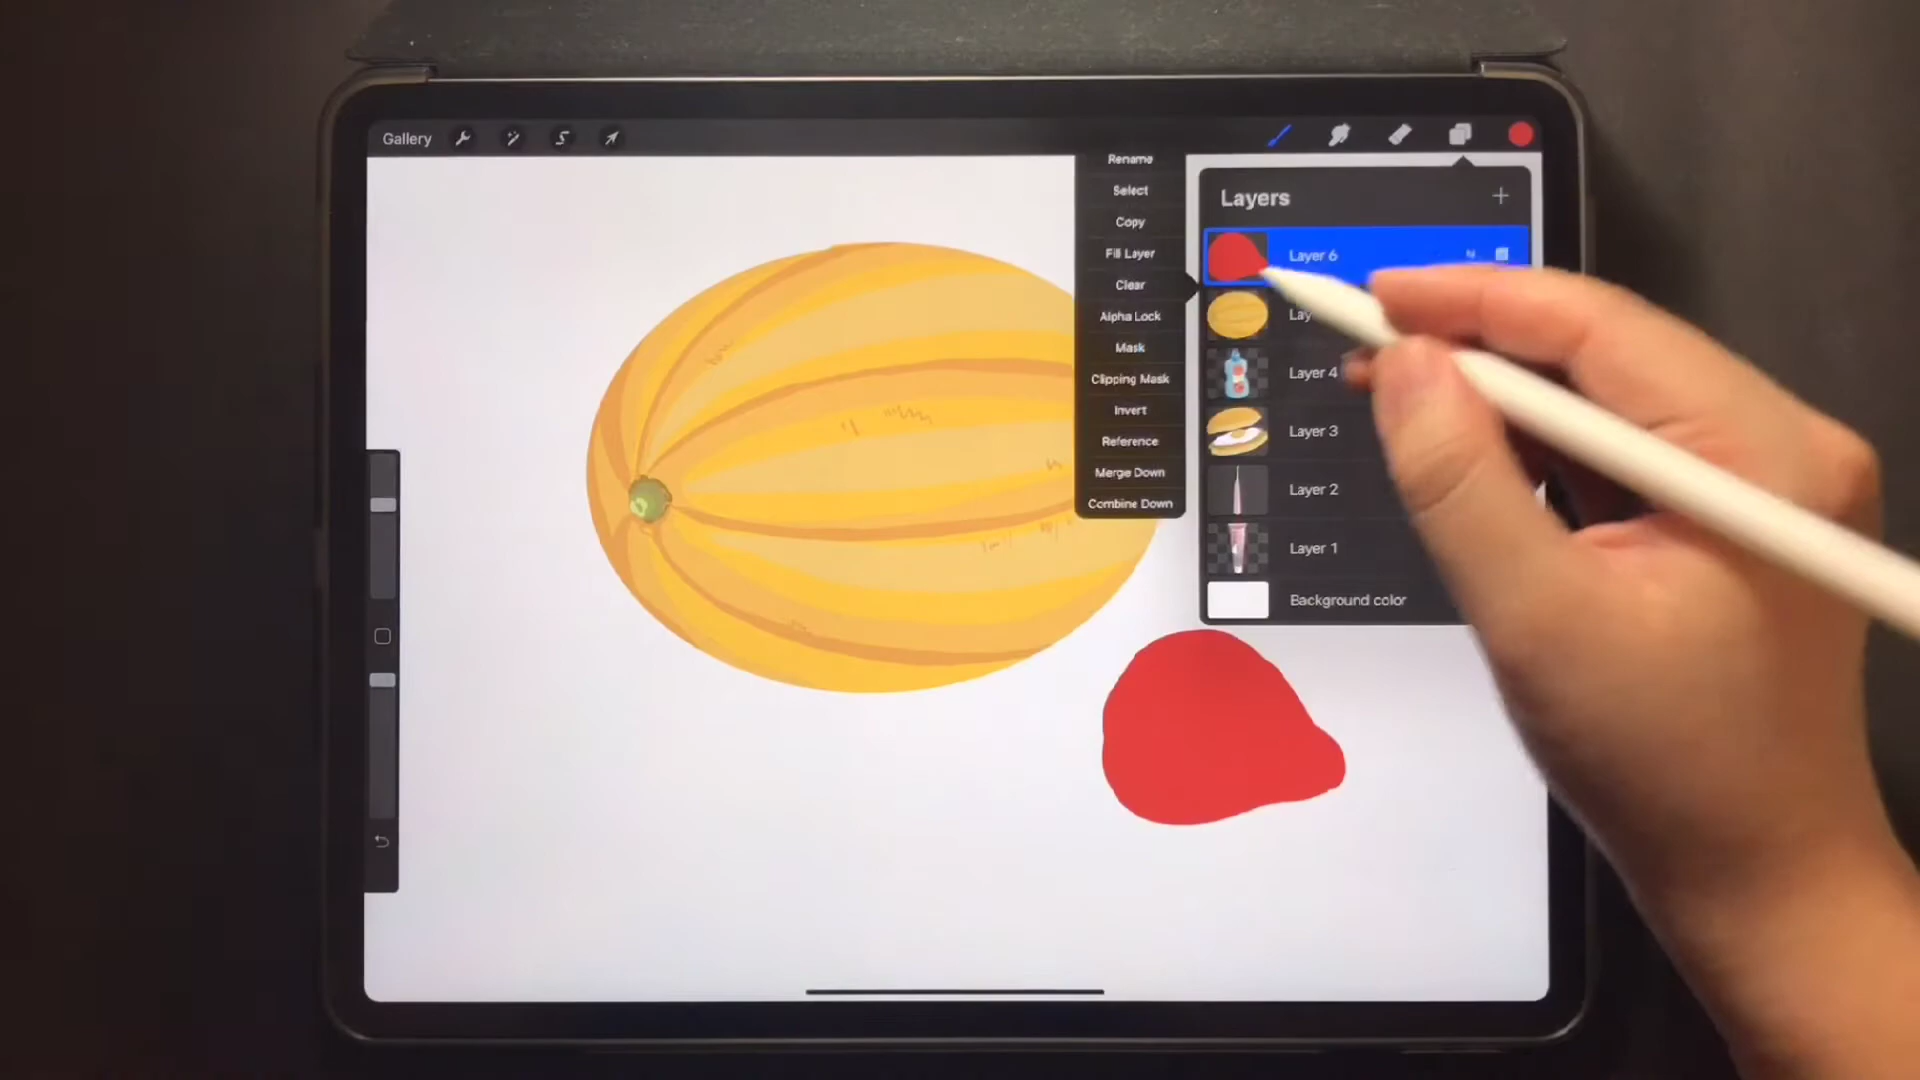 Gallery
Rename
Select
Copy
Fill Layer
Clear
Alpha Lock
Mask
Clipping Mask
Invert
Reference
Merge Down
Combine Down
Layers
Layer 6
N
Lay
Layer 4
Layer 3
Layer 2
Layer 1
Background color